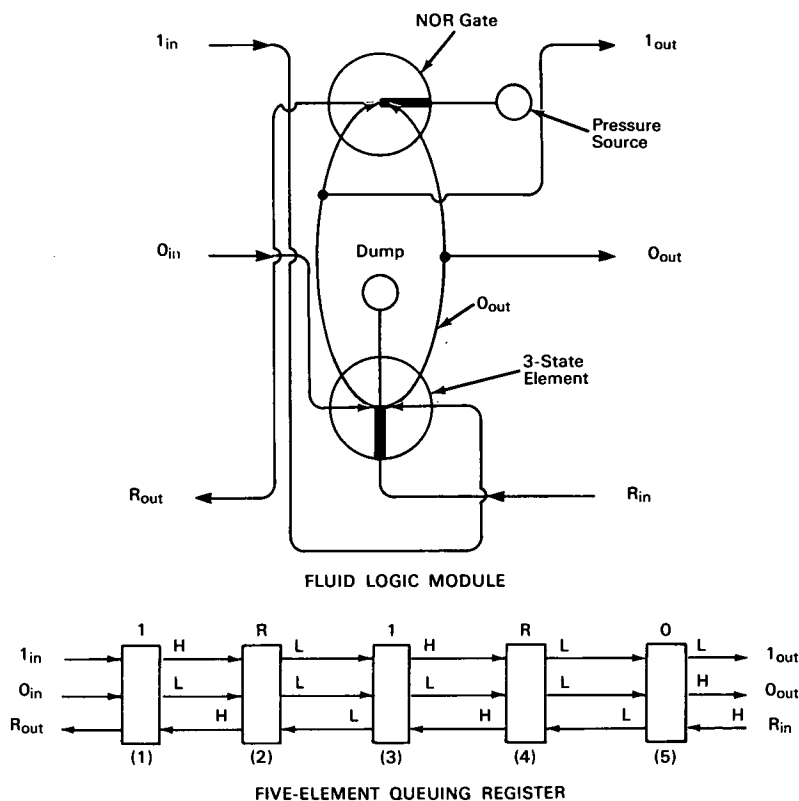 NOR Gate
1in
1out
Pressure
Source
0in
Dump
0out
0out
3-State
Element
Rout
Rin
FLUID LOGIC MODULE
1 R 1 R 0
1in H L H L L 1out
0in L L L L H 0out
Rout H L H L H Rin
(1) (2) (3) (4) (5)
FIVE-ELEMENT QUEUING REGISTER